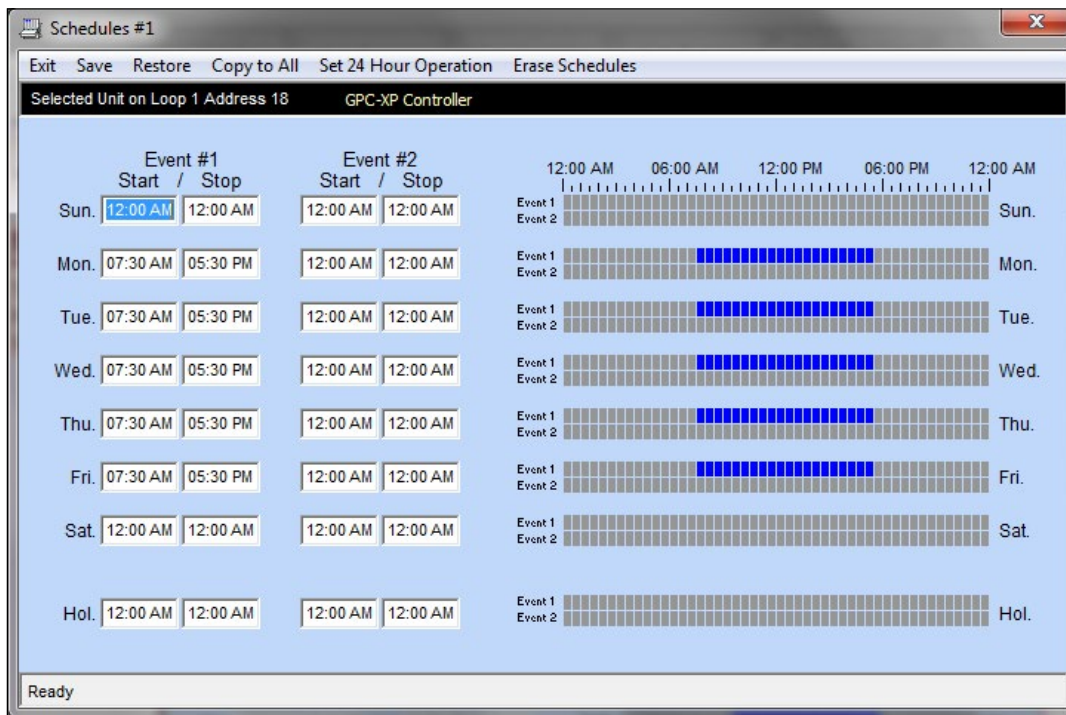 Schedules #1
Exit Save Restore Copy to All Set 24 Hour Operation Erase Schedules
Selected Unit on Loop 1 Address 18 GPC-XP Controller
Event #1 Event #2
Start / Stop Start / Stop 12:00 AM 06:00 AM 12:00 PM 06:00 PM 12:00 AM
Sun. 12:00 AM 12:00 AM 12:00 AM 12:00 AM Event 1 Sun.
Event 2
Mon. 07:30 AM 05:30 PM 12:00 AM 12:00 AM Event 1 Mon.
Event 2
Tue. 07:30 AM 05:30 PM 12:00 AM 12:00 AM Event 1 Tue.
Event 2
Wed. 07:30 AM 05:30 PM 12:00 AM 12:00 AM Event 1 Wed.
Event 2
Thu. 07:30 AM 05:30 PM 12:00 AM 12:00 AM Event 1 Thu.
Event 2
Fri. 07:30 AM 05:30 PM 12:00 AM 12:00 AM Event 1 Fri.
Event 2
Sat. 12:00 AM 12:00 AM 12:00 AM 12:00 AM Event 1 Sat.
Event 2
Hol. 12:00 AM 12:00 AM 12:00 AM 12:00 AM Event 1 Hol.
Event 2
Ready